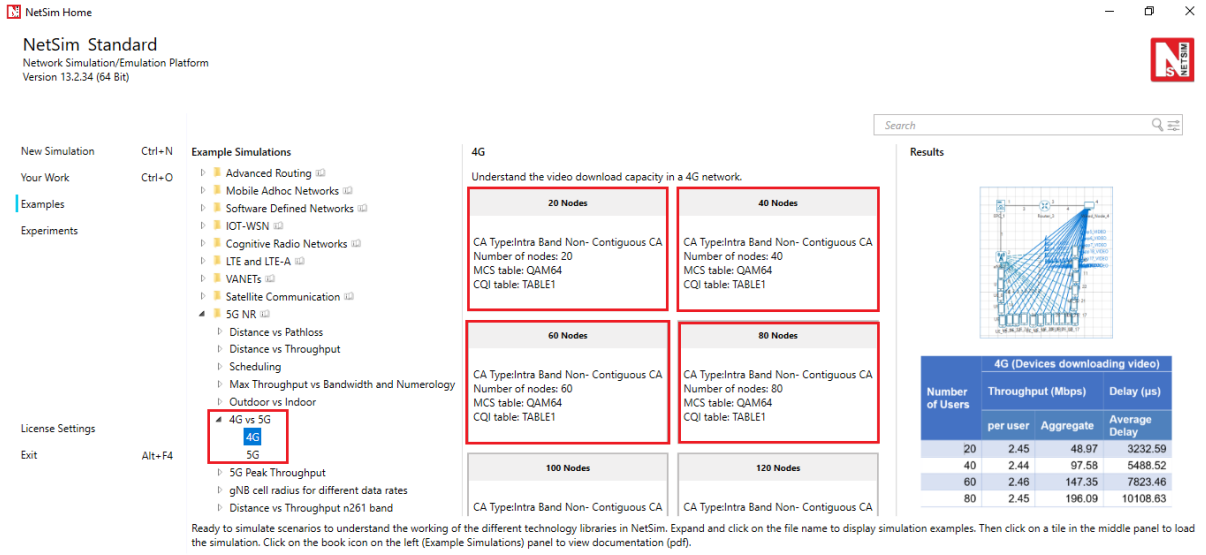 NetSim Home
NetSim Standard
Network Simulation/Emulation Platform
Version 13.2.34 (64 Bit)
NETSIM
Search
New Simulation Ctrl+N
Your Work Ctrl+O
Examples
Experiments
License Settings
Exit Alt+F4
Example Simulations
Advanced Routing
Mobile Adhoc Networks
Software Defined Networks
IOT-WSN
Cognitive Radio Networks
LTE and LTE-A
VANETs
Satellite Communication
5G NR
Distance vs Pathloss
Distance vs Throughput
Scheduling
Max Throughput vs Bandwidth and Numerology
Outdoor vs Indoor
4G vs 5G
4G
5G
5G Peak Throughput
gNB cell radius for different data rates
Distance vs Throughput n261 band
4G
Understand the video download capacity in a 4G network.
20 Nodes
CA Type:Intra Band Non- Contiguous CA
Number of nodes: 20
MCS table: QAM64
CQI table: TABLE1
40 Nodes
CA Type:Intra Band Non- Contiguous CA
Number of nodes: 40
MCS table: QAM64
CQI table: TABLE1
60 Nodes
CA Type:Intra Band Non- Contiguous CA
Number of nodes: 60
MCS table: QAM64
CQI table: TABLE1
80 Nodes
CA Type:Intra Band Non- Contiguous CA
Number of nodes: 80
MCS table: QAM64
CQI table: TABLE1
100 Nodes
CA Type:Intra Band Non- Contiguous CA
120 Nodes
CA Type:Intra Band Non- Contiguous CA
Results
4G (Devices downloading video)
Number of Users Throughput (Mbps) Delay (µs)
per user Aggregate Average Delay
20 2.45 48.97 3232.59
40 2.44 97.58 5488.52
60 2.46 147.35 7823.46
80 2.45 196.09 10108.63
Ready to simulate scenarios to understand the working of the different technology libraries in NetSim. Expand and click on the file name to display simulation examples. Then click on a tile in the middle panel to load
the simulation. Click on the book icon on the left (Example Simulations) panel to view documentation (pdf).